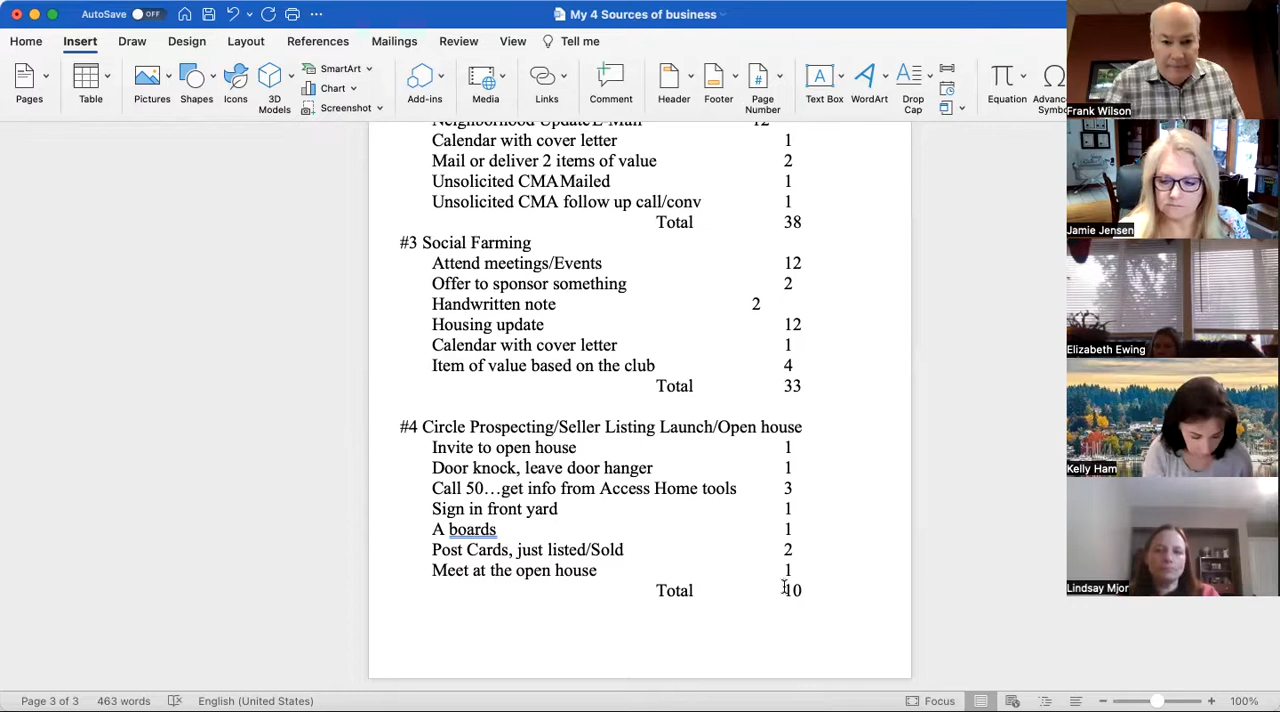 AutoSave OFF My 4 Sources of business
Home Insert Draw Design Layout References Mailings Review View Tell me
Pages Table Pictures Shapes Icons 3D Models SmartArt Chart Screenshot Add-ins Media Links Comment Header Footer Page Number Text Box WordArt Drop Cap Equation Advanc Symbo
Neighborhood Update E-Mail 12
Calendar with cover letter 1
Mail or deliver 2 items of value 2
Unsolicited CMA Mailed 1
Unsolicited CMA follow up call/conv 1
Total 38
#3 Social Farming
Attend meetings/Events 12
Offer to sponsor something 2
Handwritten note 2
Housing update 12
Calendar with cover letter 1
Item of value based on the club 4
Total 33
#4 Circle Prospecting/Seller Listing Launch/Open house
Invite to open house 1
Door knock, leave door hanger 1
Call 50…get info from Access Home tools 3
Sign in front yard 1
A boards 1
Post Cards, just listed/Sold 2
Meet at the open house 1
Total 10
Page 3 of 3 463 words English (United States) Focus 100%
Frank Wilson
Jamie Jensen
Elizabeth Ewing
Kelly Ham
Lindsay Mjor